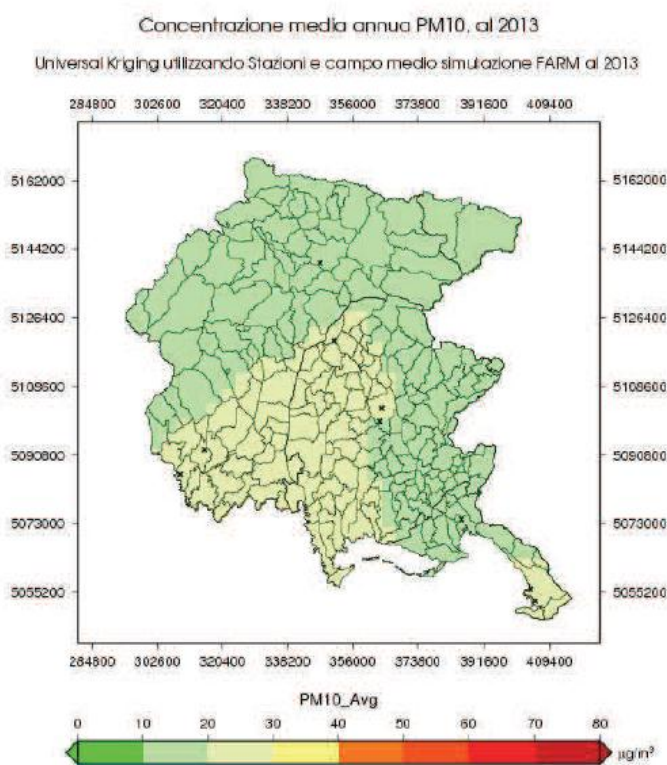 Concentrazione media annua PM10, al 2013
Universal Kriging utilizzando Stazioni e campo medio simulazione FARM al 2013
284800 302600 320400 338200 356000 373800 391600 409400
5162000 5162000
5144200 5144200
5126400 5126400
5108600 5108600
5090800 5090800
5073000 5073000
5055200 5055200
284800 302600 320400 338200 356000 373800 391600 409400
PM10_Avg
0 10 20 30 40 50 60 70 80
µg/m³